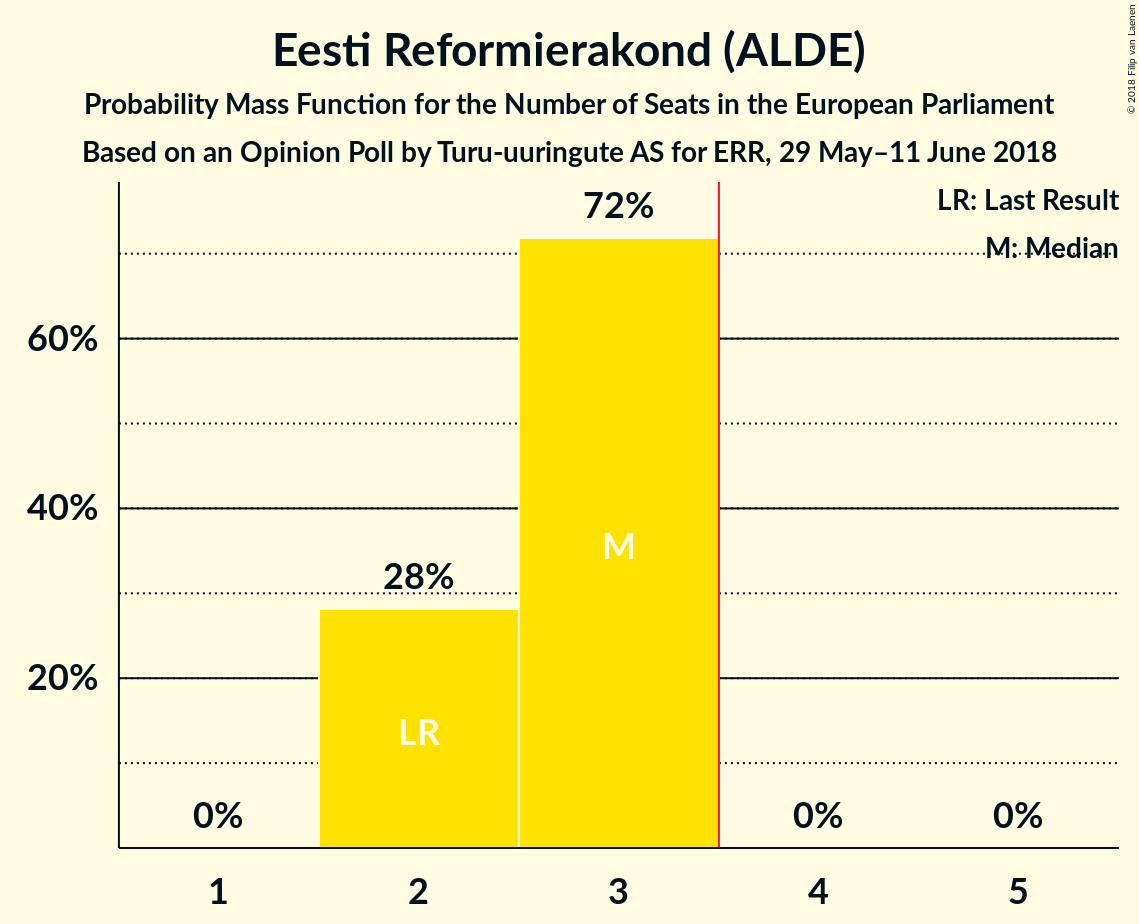 Eesti Reformierakond (ALDE)
Probability Mass Function for the Number of Seats in the European Parliament
Based on an Opinion Poll by Turu-uuringute AS for ERR, 29 May–11 June 2018
© 2018 Filip van Laenen
LR: Last Result
M: Median
72%
60%
M
40%
28%
20%
LR
0%
0%
0%
1
2
3
4
5